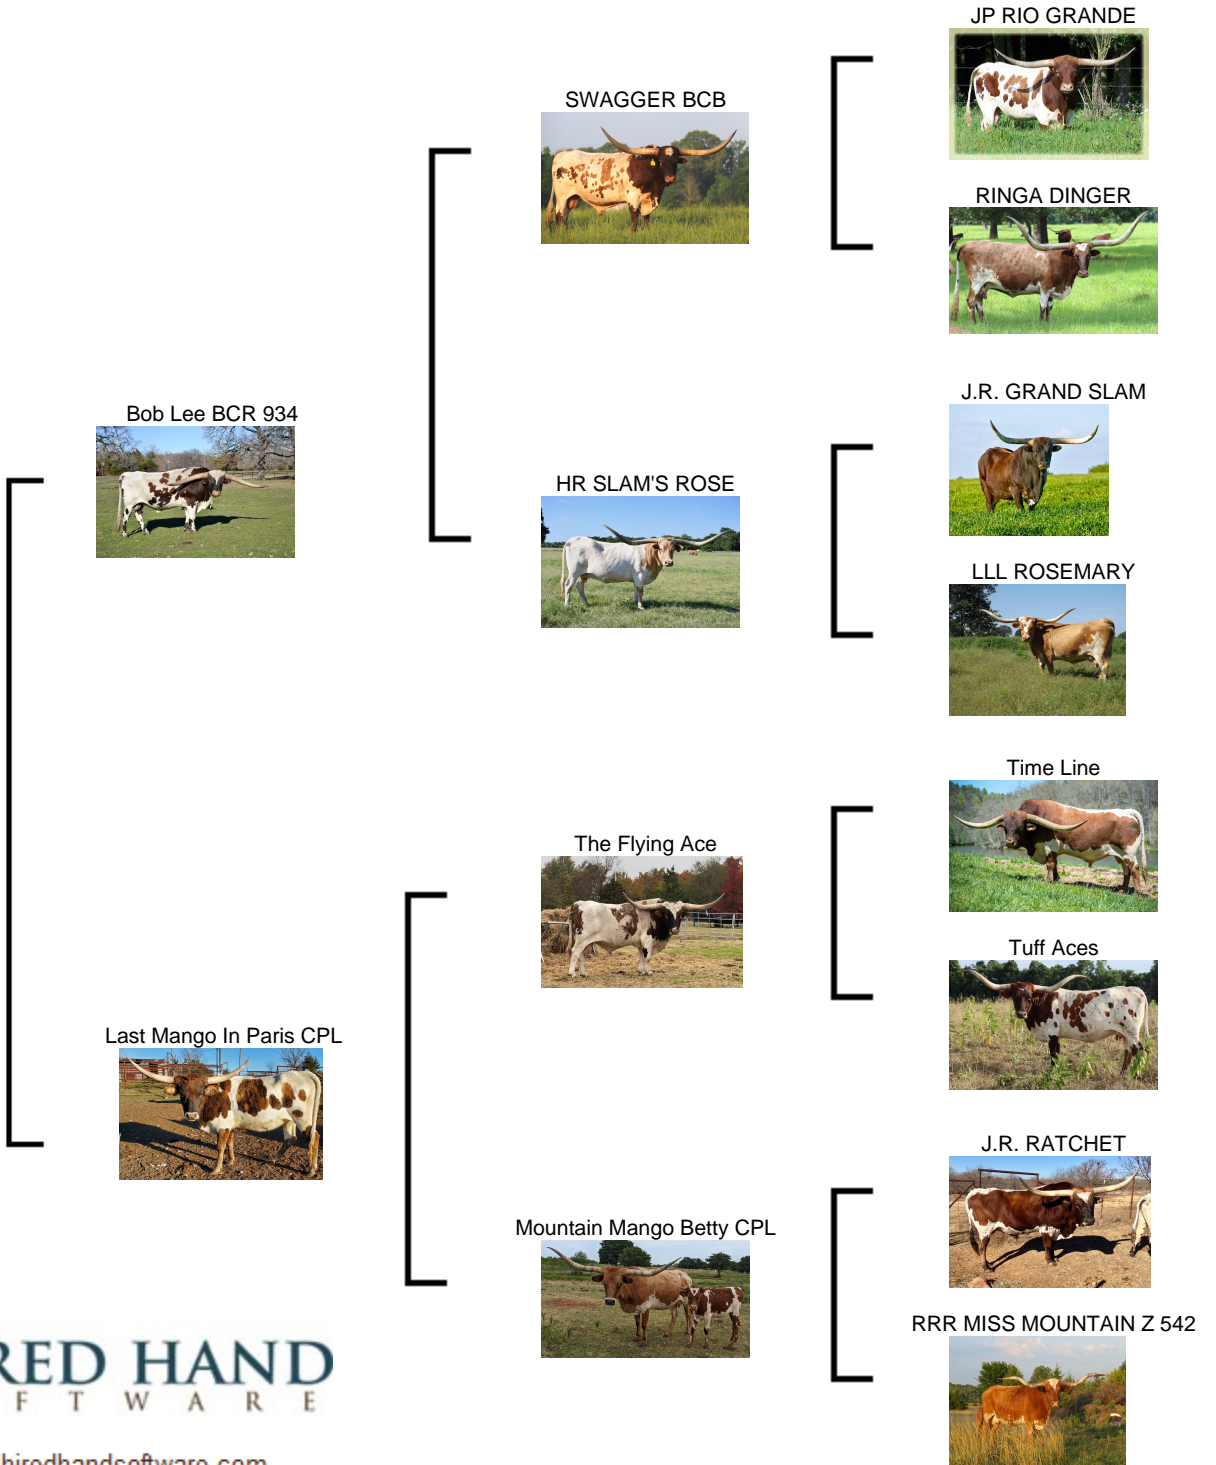 JP RIO GRANDE
SWAGGER BCB
RINGA DINGER
J.R. GRAND SLAM
Bob Lee BCR 934
HR SLAM'S ROSE
LLL ROSEMARY
Time Line
The Flying Ace
Tuff Aces
Last Mango In Paris CPL
J.R. RATCHET
Mountain Mango Betty CPL
RRR MISS MOUNTAIN Z 542
RED HAND
F T W A R E
hiredhandsoftware.com